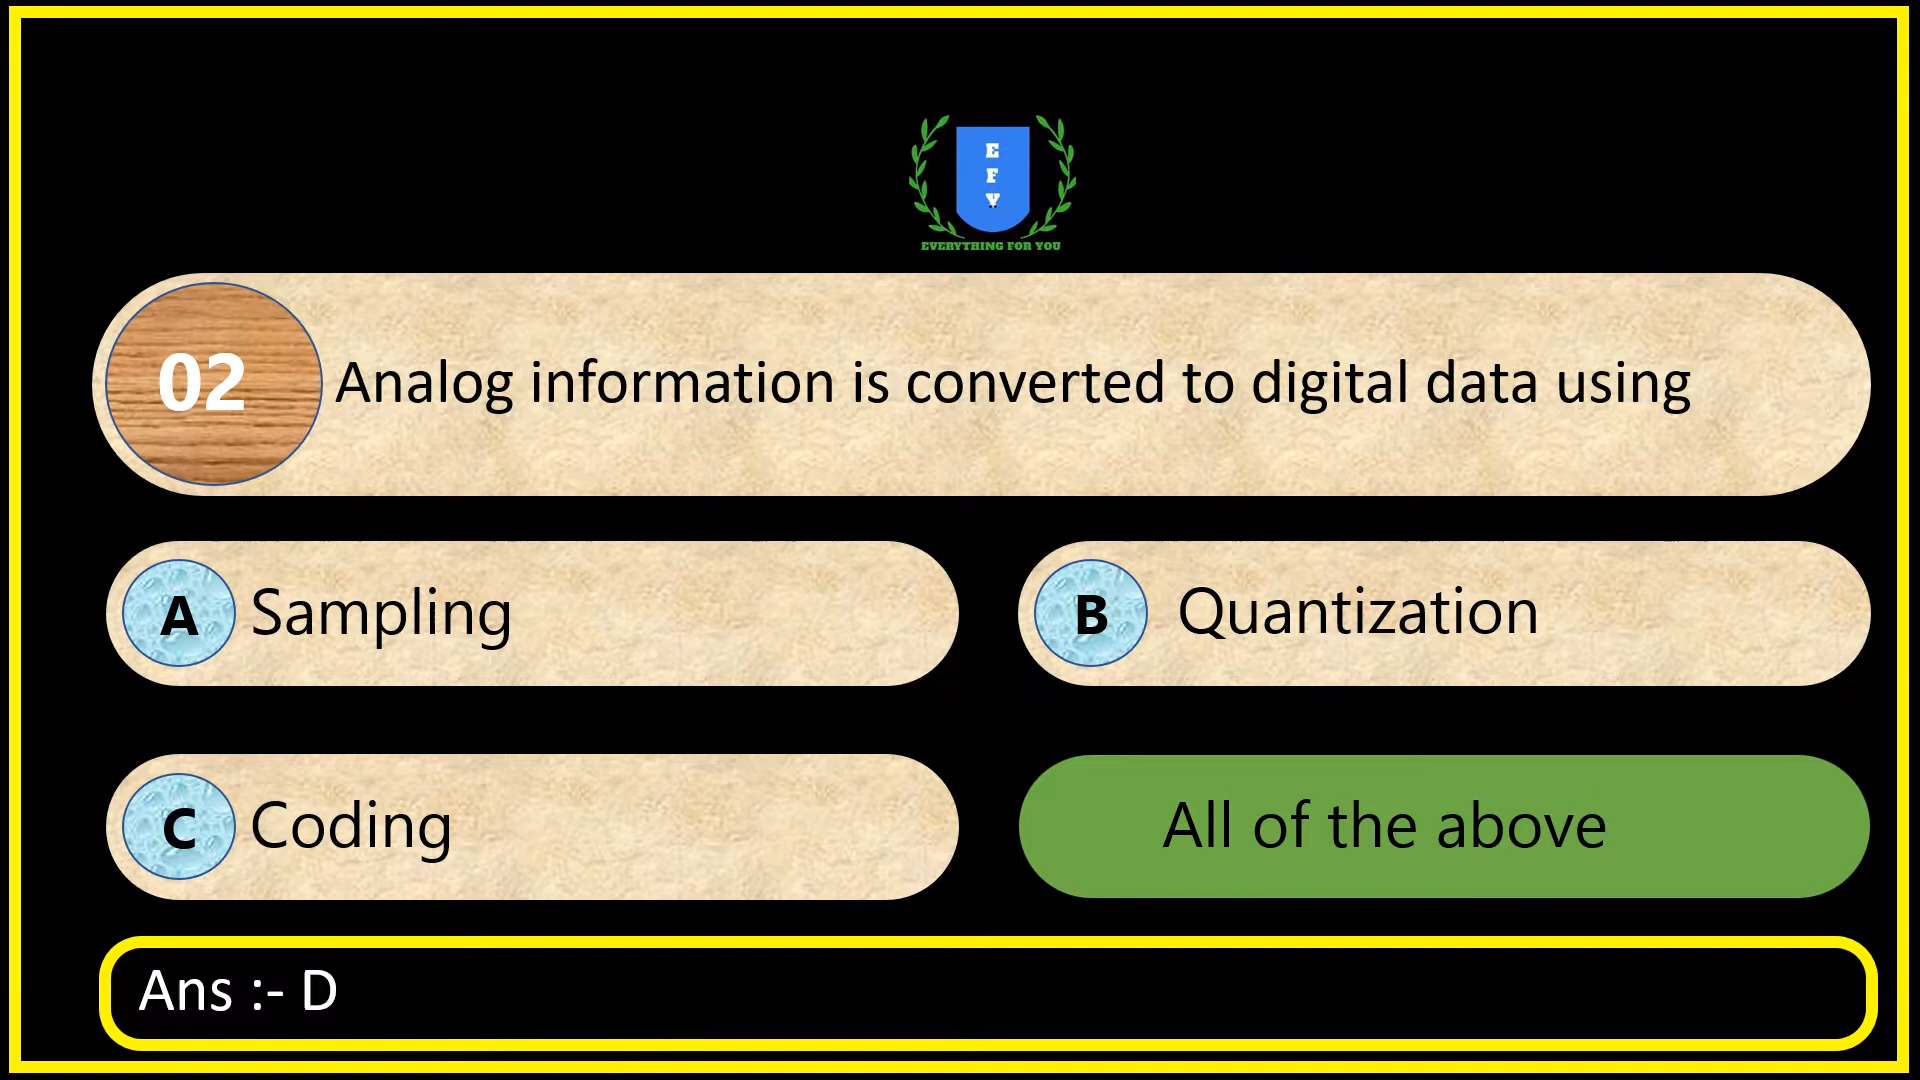 E
F
Y
EVERYTHING FOR YOU
02
Analog information is converted to digital data using
A
Sampling
B
Quantization
C
Coding
All of the above
Ans :- D